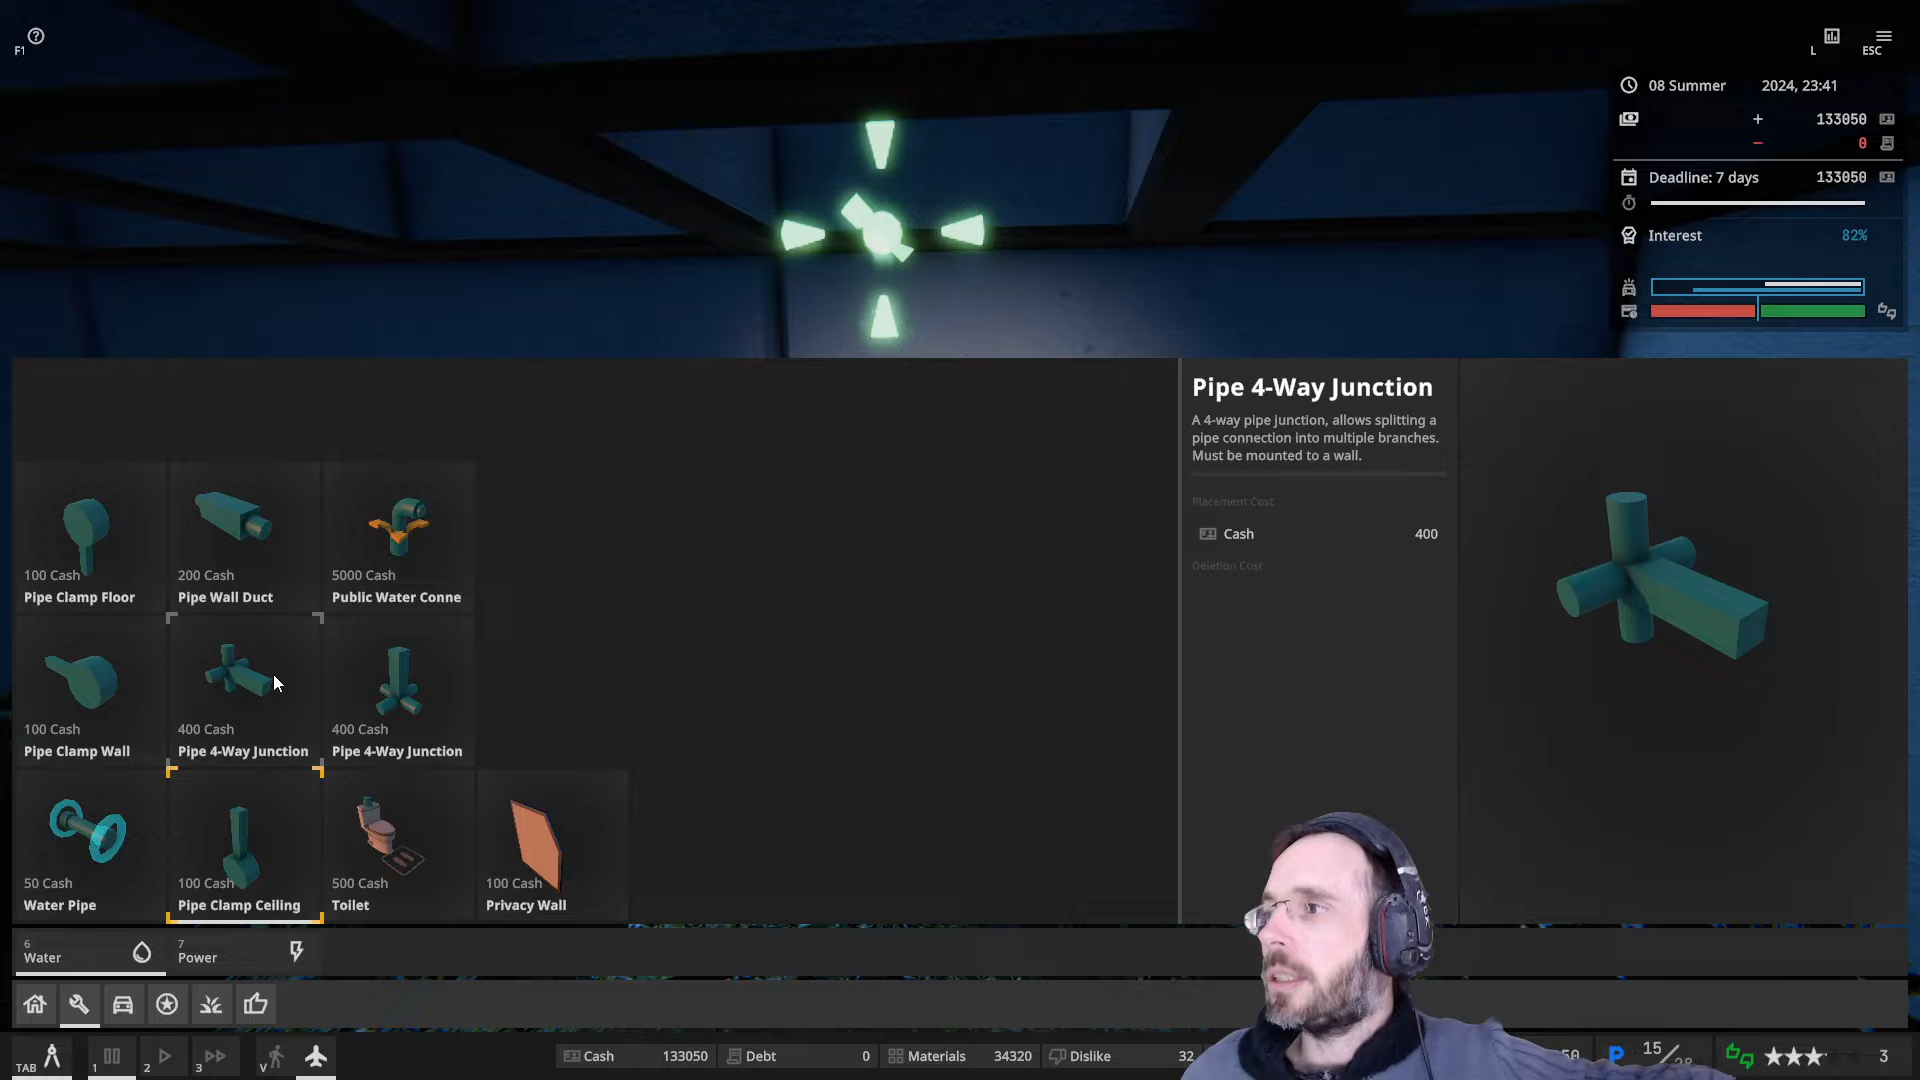 F1
L
ESC
08 Summer 2024, 23:41
+ 133050
− 0
Deadline: 7 days 133050
Interest 82%
Pipe 4-Way Junction
A 4-way pipe junction, allows splitting a
pipe connection into multiple branches.
Must be mounted to a wall.
Placement Cost
Cash 400
Deletion Cost
100 Cash
Pipe Clamp Floor
200 Cash
Pipe Wall Duct
5000 Cash
Public Water Conne
100 Cash
Pipe Clamp Wall
400 Cash
Pipe 4-Way Junction
400 Cash
Pipe 4-Way Junction
50 Cash
Water Pipe
100 Cash
Pipe Clamp Ceiling
500 Cash
Toilet
100 Cash
Privacy Wall
6
Water
7
Power
TAB
1
2
3
V
Cash 133050
Debt 0
Materials 34320
Dislike 32
50
P 15/28
3